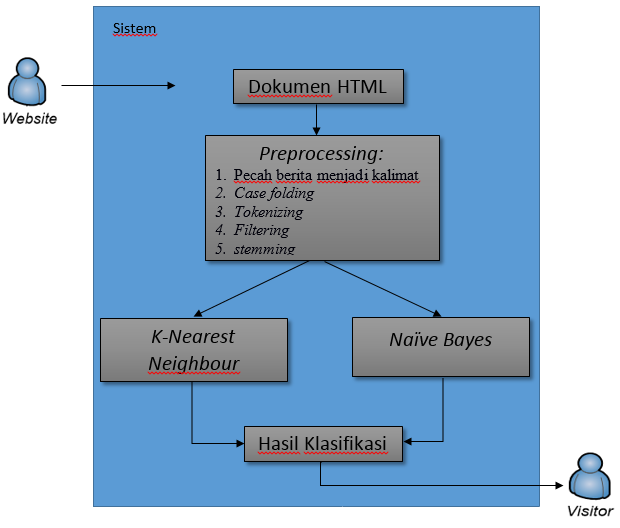 Sistem
Website
Dokumen HTML
Preprocessing:
1. Pecah berita menjadi kalimat
2. Case folding
3. Tokenizing
4. Filtering
5. stemming
K-Nearest
Neighbour
Naïve Bayes
Hasil Klasifikasi
Visitor